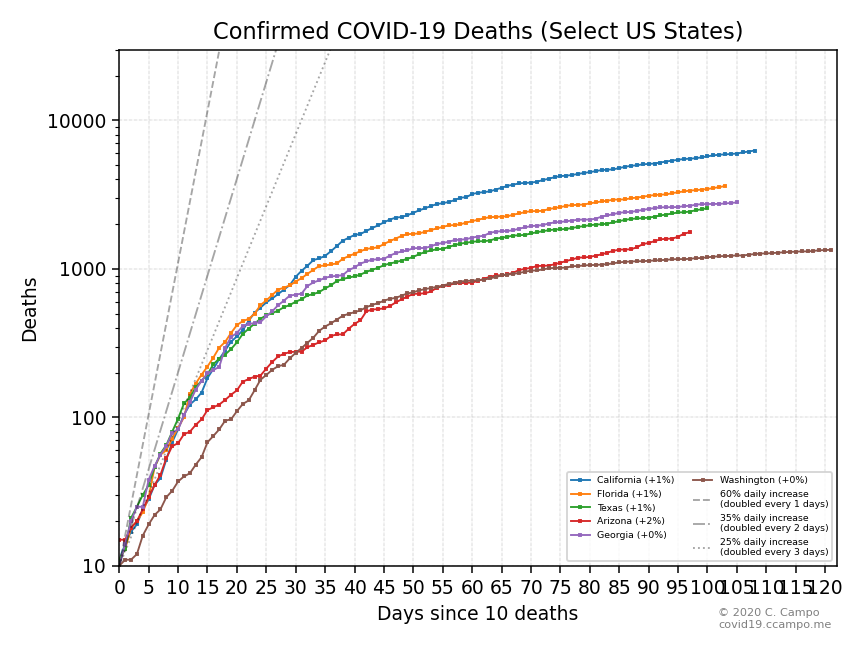 Confirmed COVID-19 Deaths (Select US States)
10000
1000
100
10
Deaths
0 5 10 15 20 25 30 35 40 45 50 55 60 65 70 75 80 85 90 95 100 105 110 115 120
Days since 10 deaths
California (+1%)
Florida (+1%)
Texas (+1%)
Arizona (+2%)
Georgia (+0%)
Washington (+0%)
60% daily increase
(doubled every 1 days)
35% daily increase
(doubled every 2 days)
25% daily increase
(doubled every 3 days)
© 2020 C. Campo
covid19.ccampo.me